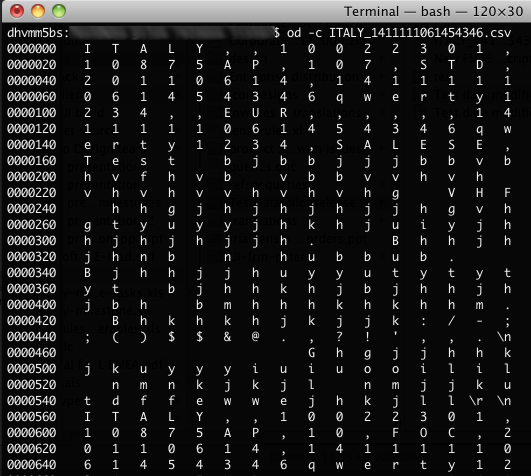 Terminal — bash — 120×30
dhvmm5bs: $ od -c ITALY_1411111061454346.csv
0000000 I T A L Y , , 1 0 0 2 2 3 0 1 ,
0000020 1 0 8 7 5 A P , 1 0 7 , S T D ,
0000040 2 0 1 1 0 6 1 4 , 1 4 1 1 1 1 1
0000060 0 6 1 4 5 4 3 4 6 q w e r t y 1
0000100 2 3 4 , , E U R , , , , , , 1 4
0000120 1 1 1 1 1 0 6 1 4 5 4 3 4 6 q w
0000140 e r t y 1 2 3 4 , S A L E S E ,
0000160 T e s t b j b b j j j b b v b
0000200 h v f h v b v b b v v h v h
0000220 v h v h v v h v h v h g V H F
0000240 h h g j h j h j h j j h g v h
0000260 g t y u y y j h k h j u i y j h
0000300 h j h j h j j h . B h h j h
0000320 j h n b n h u b b u b .
0000340 B j h h j j h u y y u t y t y t
0000360 y t b j h h k h j b j h h j h
0000400 j b h b m h h k h k h h m .
0000420 B h k h h k j k j j k : / - ;
0000440 ; ( ) $ $ & @ . , ? ! ' , , . \n
0000460 G h g j j h h k
0000500 j k u y y y i u i u o o i l i l
0000520 n m n k j k j l n m j j k u
0000540 t d f f e w w e j h k j l l \r \n
0000560 I T A L Y , , 1 0 0 2 2 3 0 1 ,
0000600 1 0 8 7 5 A P , 1 0 , F O C , 2
0000620 0 1 1 0 6 1 4 , 1 4 1 1 1 1 1 0
0000640 6 1 4 5 4 3 4 6 q w e r t y 1 2